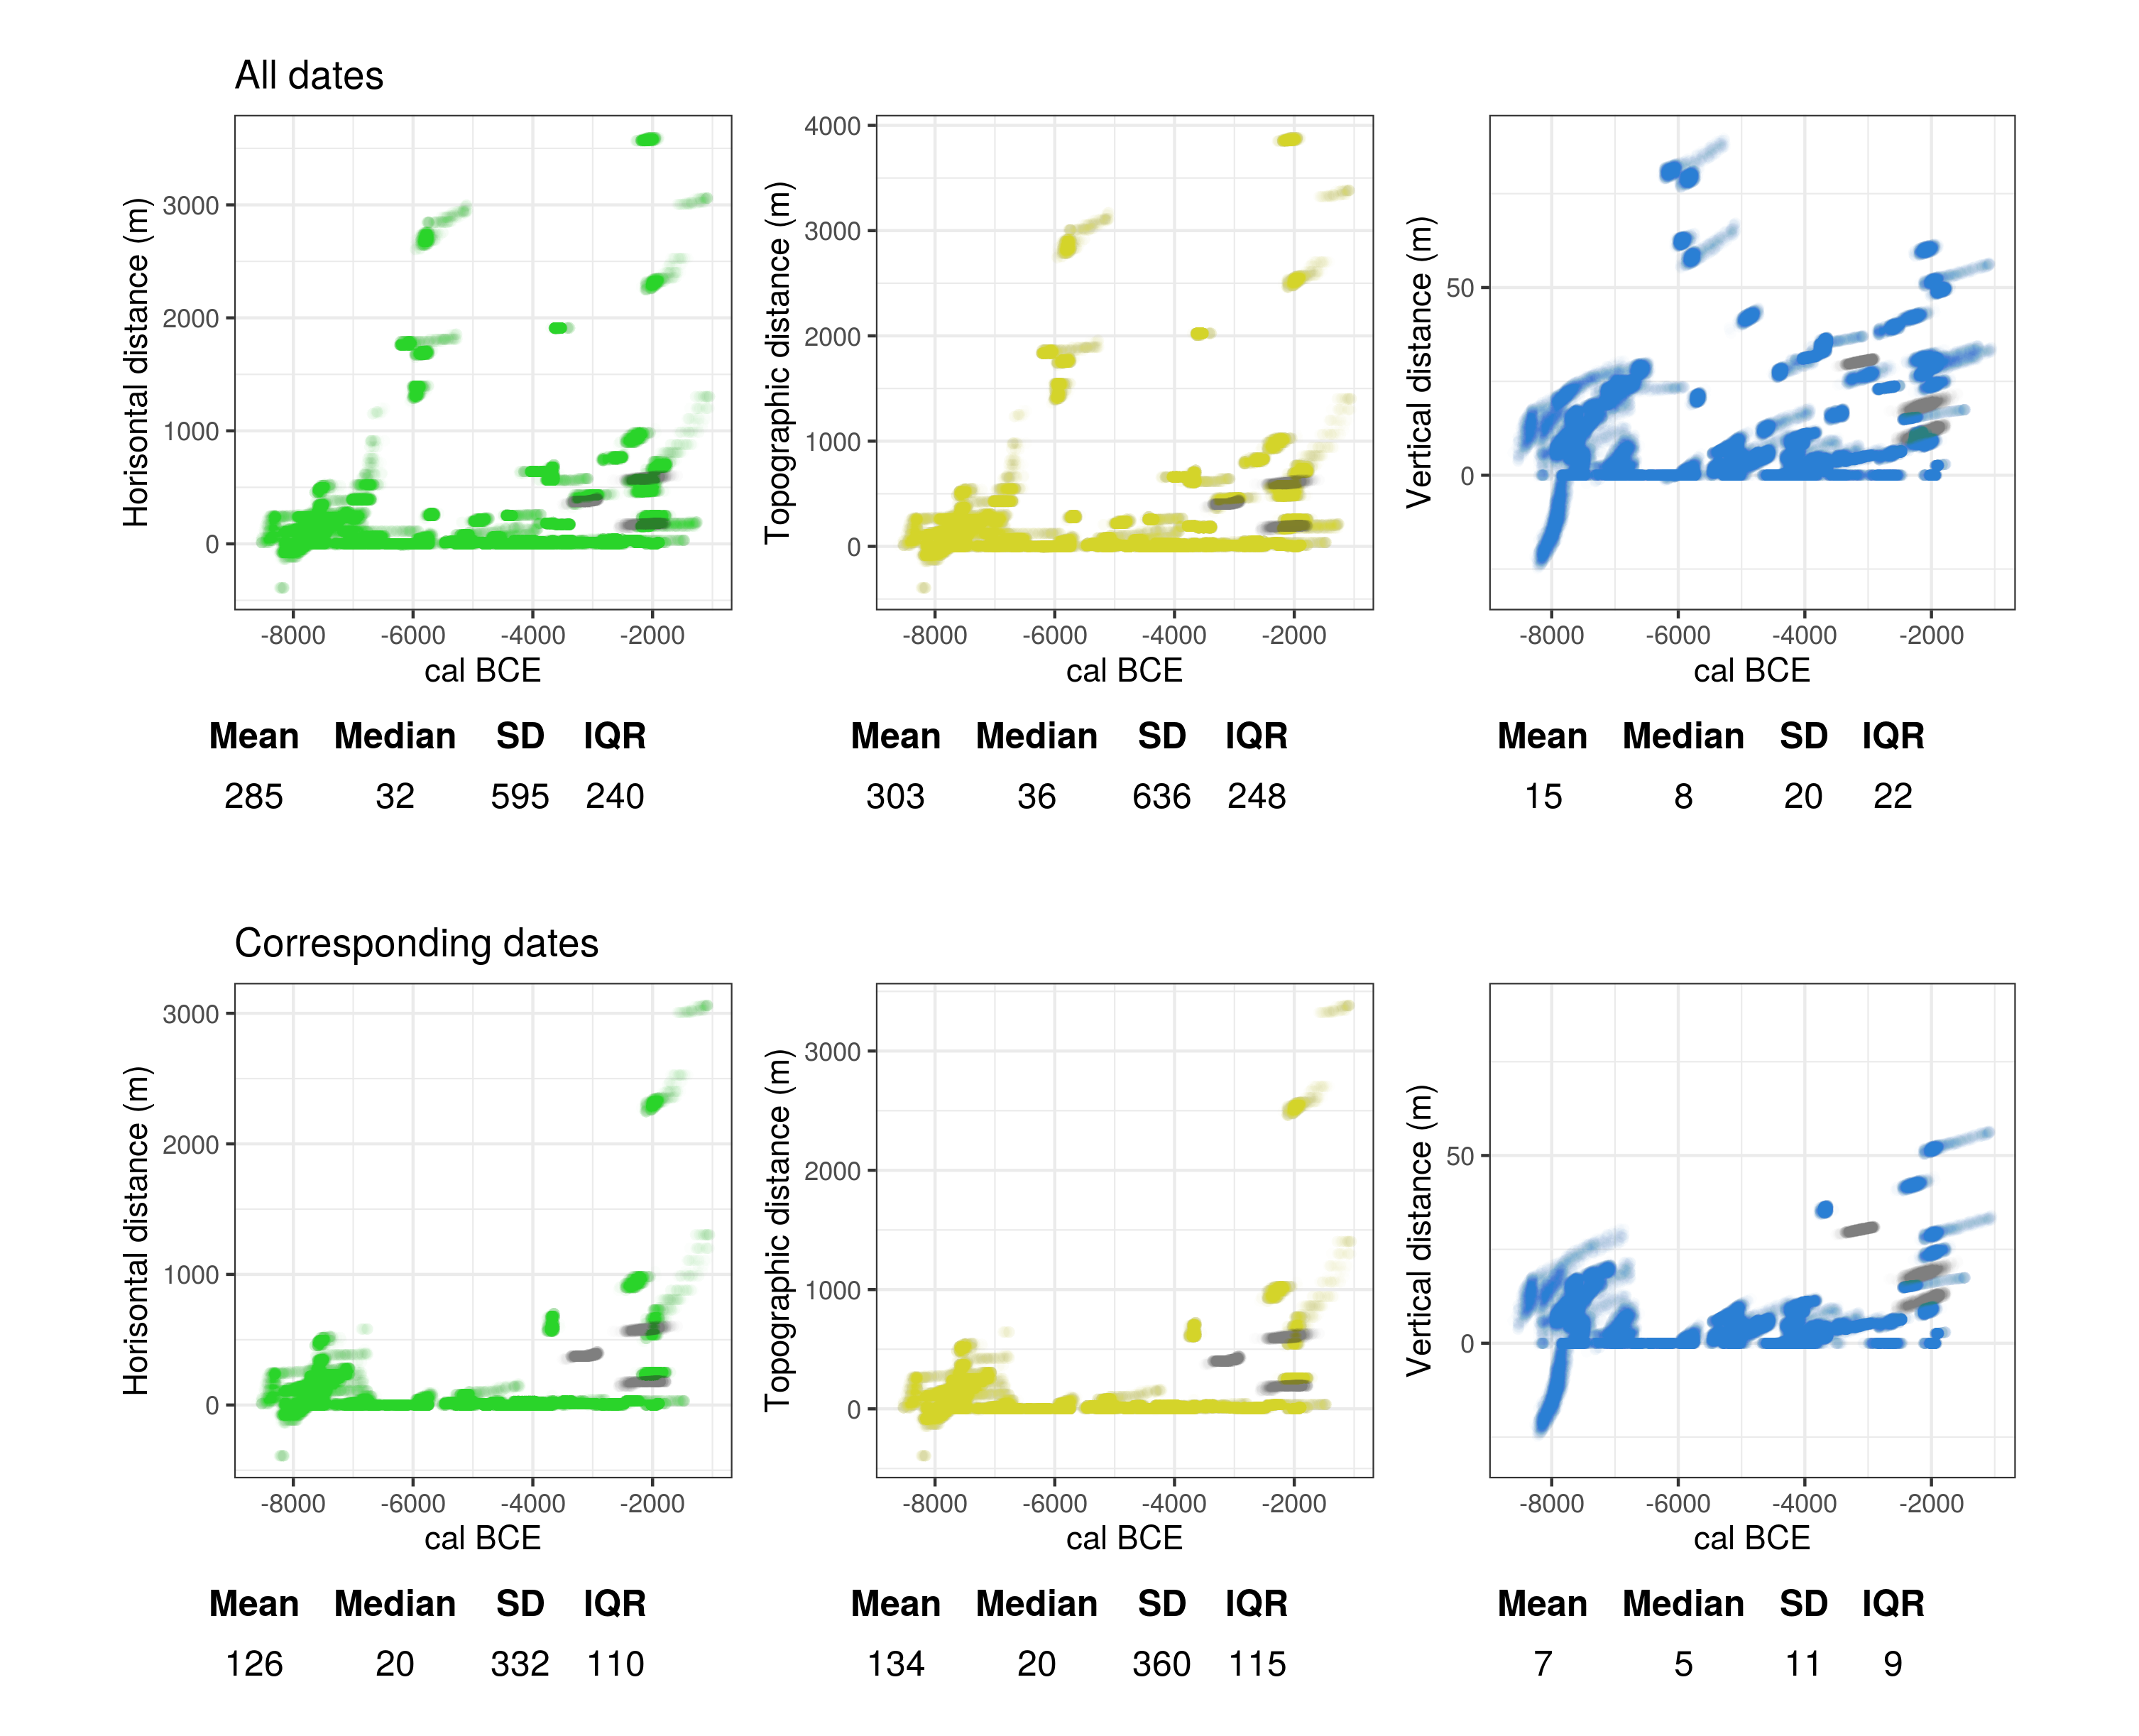 All dates
Horisontal distance (m)
3000
2000
1000
0
-8000 -6000 -4000 -2000
cal BCE
Mean Median SD IQR
285 32 595 240
Topographic distance (m)
4000
3000
2000
1000
0
-8000 -6000 -4000 -2000
cal BCE
Mean Median SD IQR
303 36 636 248
Vertical distance (m)
50
0
-8000 -6000 -4000 -2000
cal BCE
Mean Median SD IQR
15 8 20 22
Corresponding dates
Horisontal distance (m)
3000
2000
1000
0
-8000 -6000 -4000 -2000
cal BCE
Mean Median SD IQR
126 20 332 110
Topographic distance (m)
3000
2000
1000
0
-8000 -6000 -4000 -2000
cal BCE
Mean Median SD IQR
134 20 360 115
Vertical distance (m)
50
0
-8000 -6000 -4000 -2000
cal BCE
Mean Median SD IQR
7 5 11 9